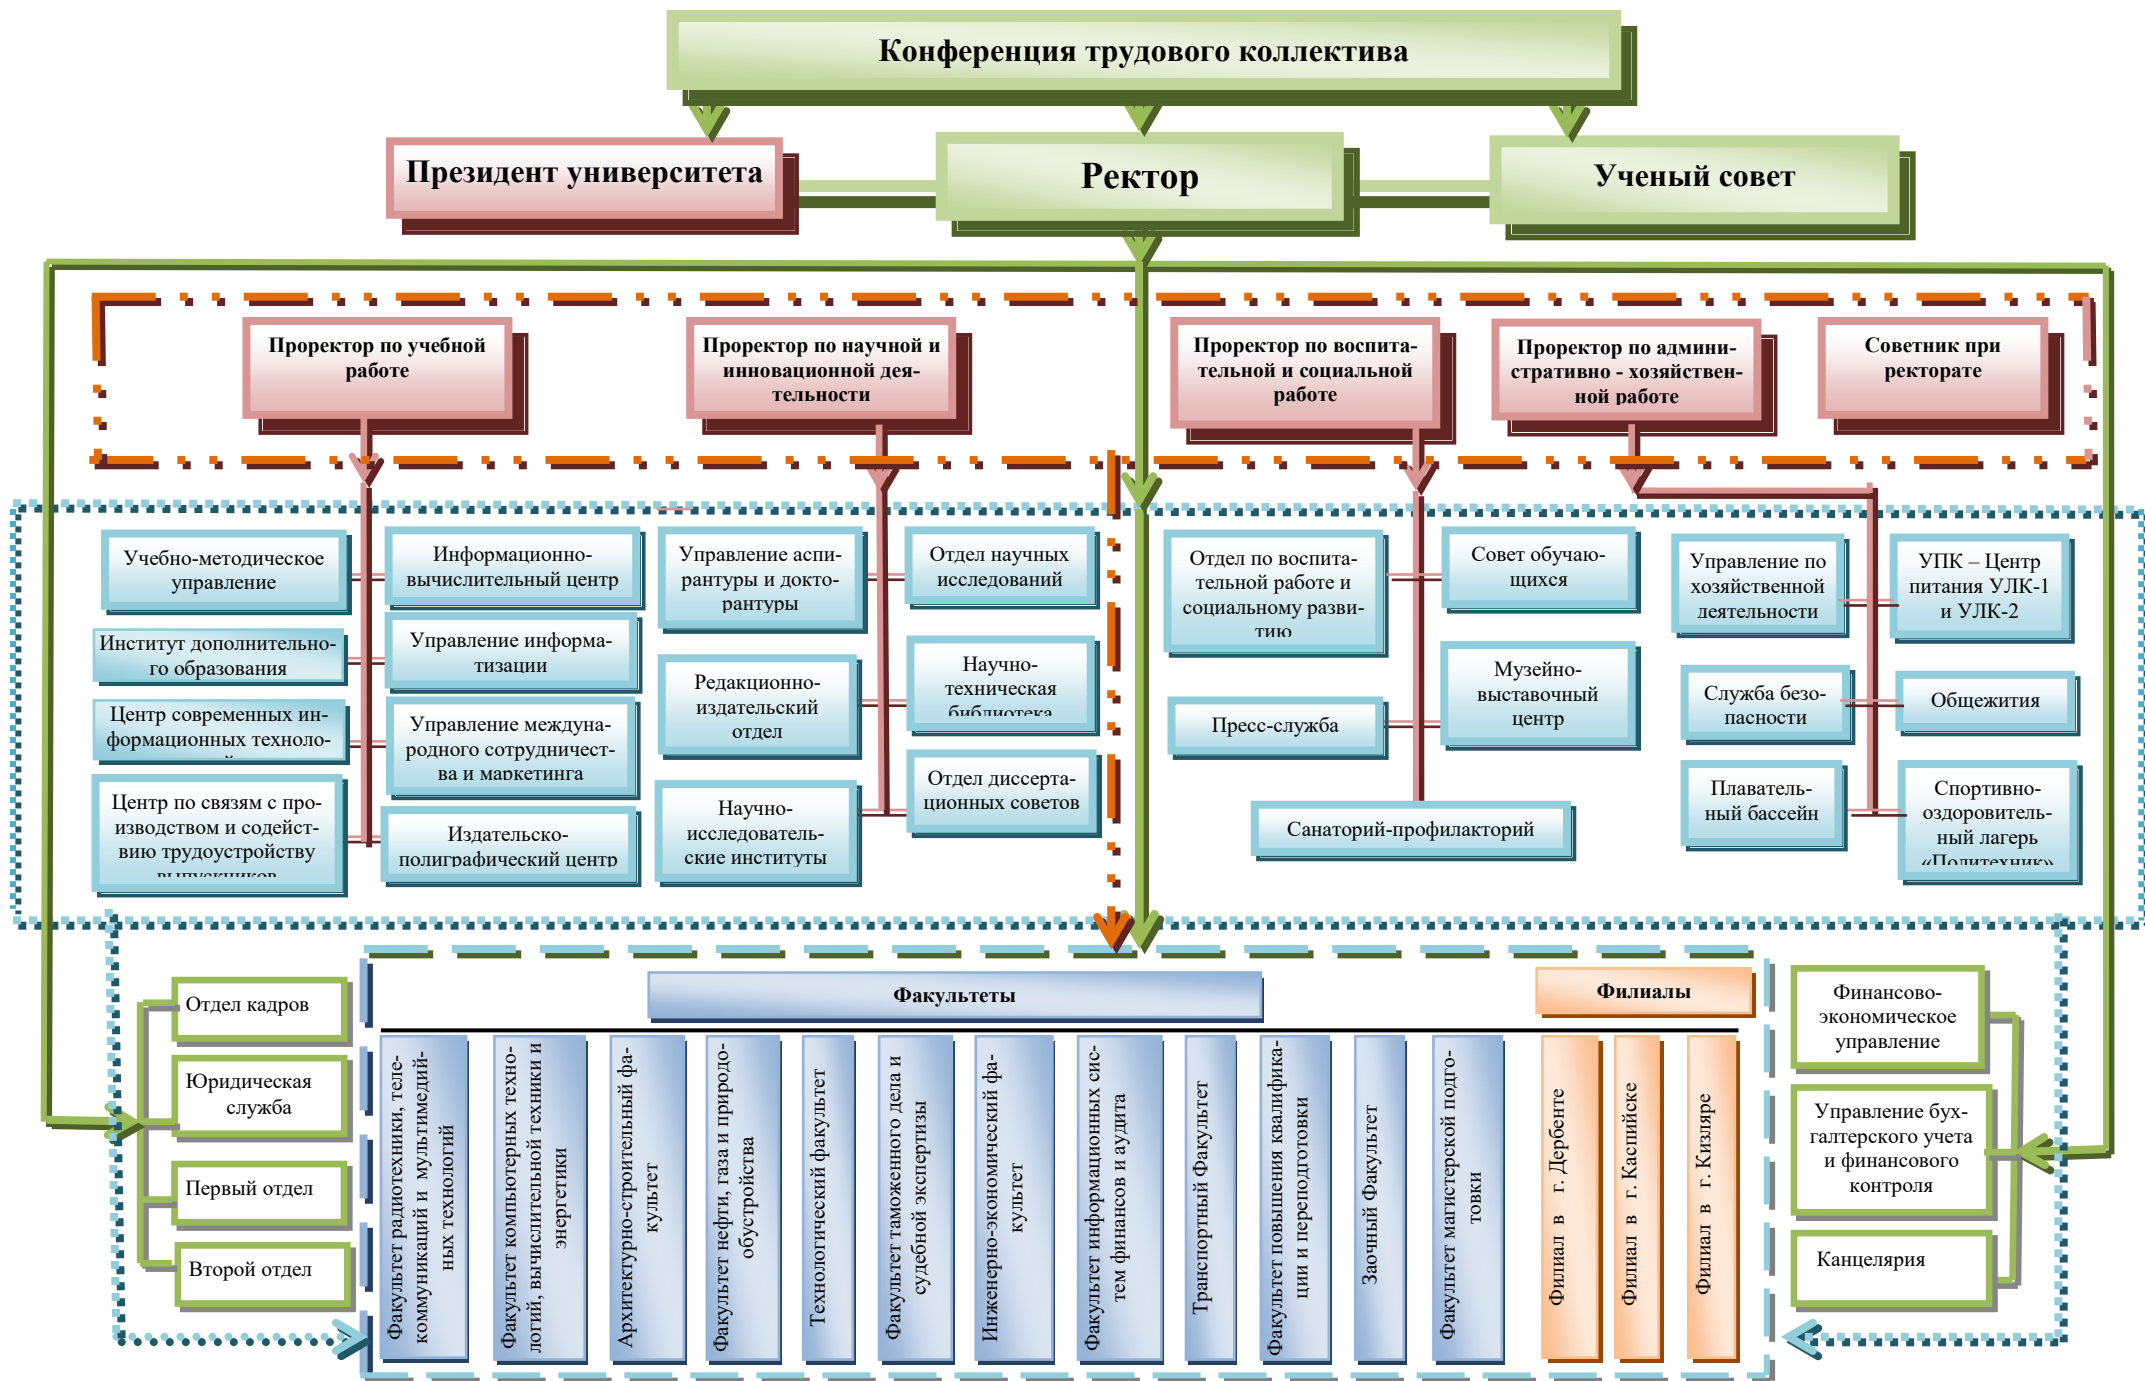 Конференция трудового коллектива
Президент университета
Ректор
Ученый совет
Проректор по учебной
работе
Проректор по научной и
инновационной дея-
тельности
Проректор по воспита-
тельной и социальной
работе
Проректор по админи-
стративно - хозяйствен-
ной работе
Советник при
ректорате
Учебно-методическое
управление
Информационно-
вычислительный центр
Институт дополнительно-
го образования
Управление информа-
тизации
Центр современных ин-
формационных техноло-
Управление междуна-
родного сотрудничест-
ва и маркетинга
Центр по связям с про-
изводством и содейст-
вию трудоустройству
выпускников
Издательско-
полиграфический центр
Управление аспи-
рантуры и докто-
рантуры
Отдел научных
исследований
Редакционно-
издательский
отдел
Научно-
техническая
библиотека
Научно-
исследователь-
ские институты
Отдел диссерта-
ционных советов
Отдел по воспита-
тельной работе и
социальному разви-
тию
Совет обучаю-
щихся
Пресс-служба
Музейно-
выставочный
центр
Санаторий-профилакторий
Управление по
хозяйственной
деятельности
УПК – Центр
питания УЛК-1
и УЛК-2
Служба безо-
пасности
Общежития
Плаватель-
ный бассейн
Спортивно-
оздоровитель-
ный лагерь
«Политехник»
Отдел кадров
Юридическая
служба
Первый отдел
Второй отдел
Факультеты
Филиалы
Факультет радиотехники, теле-
коммуникаций и мультимедий-
ных технологий
Факультет компьютерных техно-
логий, вычислительной техники и
энергетики
Архитектурно-строительный фа-
культет
Факультет нефти, газа и природо-
обустройства
Технологический факультет
Факультет таможенного дела и
судебной экспертизы
Инженерно-экономический фа-
культет
Факультет информационных сис-
тем финансов и аудита
Транспортный Факультет
Факультет повышения квалифика-
ции и переподготовки
Заочный Факультет
Факультет магистерской подго-
товки
Филиал в г. Дербенте
Филиал в г. Каспийске
Филиал в г. Кизляре
Финансово-
экономическое
управление
Управление бух-
галтерского учета
и финансового
контроля
Канцелярия